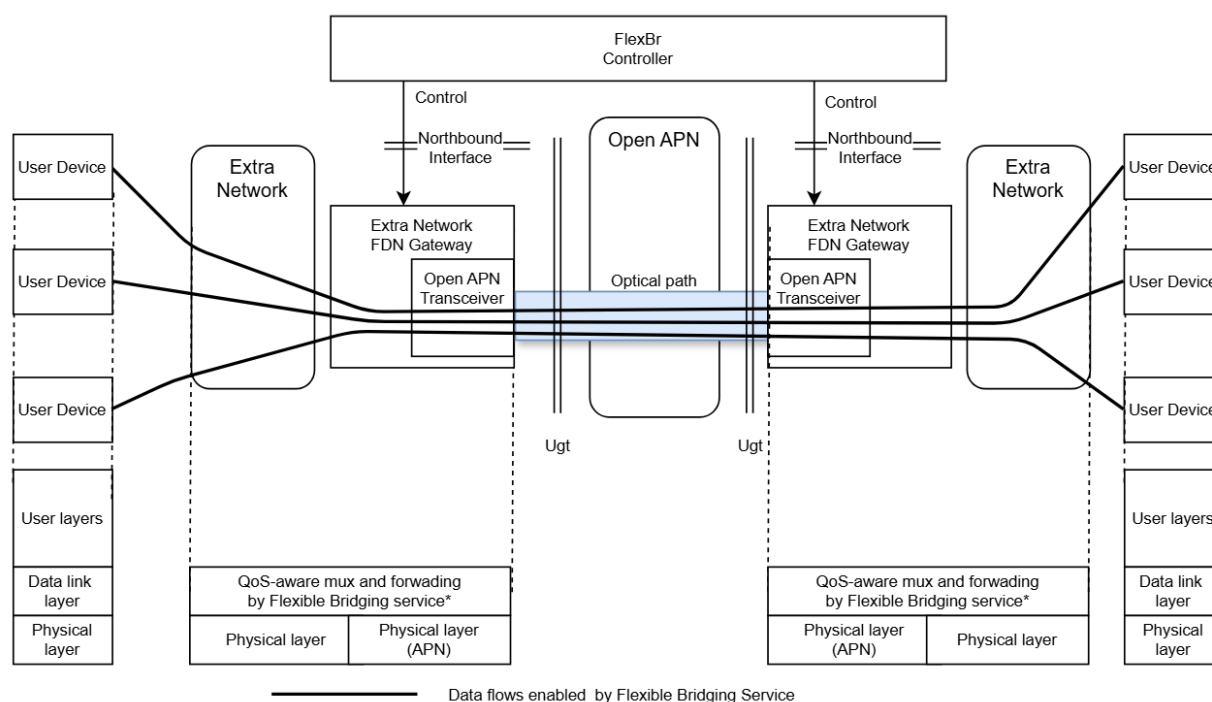 FlexBr
Controller
Control
Control
Northbound
Interface
Open APN
Northbound
Interface
User Device
Extra
Network
Extra
Network
User Device
Extra Network
FDN Gateway
Extra Network
FDN Gateway
User Device
Open APN
Transceiver
Optical path
Open APN
Transceiver
User Device
User Device
User Device
Ugt
Ugt
User layers
User layers
Data link
layer
QoS-aware mux and forwading
by Flexible Bridging service*
QoS-aware mux and forwading
by Flexible Bridging service*
Data link
layer
Physical
layer
Physical layer
Physical layer
(APN)
Physical layer
(APN)
Physical layer
Physical
layer
Data flows enabled by Flexible Bridging Service